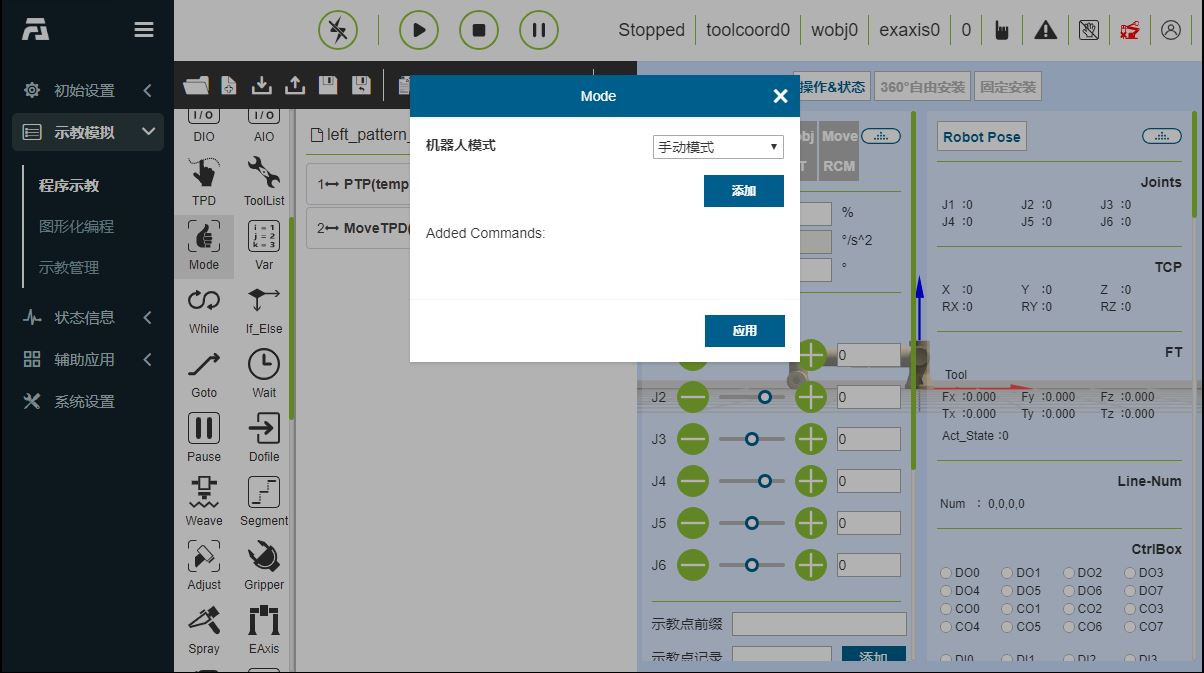 Stopped
toolcoord0
wobj0
exaxis0
0
初始设置
示教模拟
程序示教
图形化编程
示教管理
状态信息
辅助应用
系统设置
I/O
I/O
DIO
AIO
TPD
ToolList
Mode
i = 1
j = 2
k = 3
Var
While
If_Else
Goto
Wait
Pause
Dofile
Weave
Segment
Adjust
Gripper
Spray
EAxis
left_pattern_
1 PTP(temp
2 MoveTPD(
Mode
机器人模式
手动模式
添加
Added Commands:
应用
操作&状态
360°自由安装
固定安装
bj
Move
T
RCM
%
°/s^2
°
0
J2
0
J3
0
J4
0
J5
0
J6
0
示教点前缀
示教点记录
添加
Robot Pose
Joints
J1 :0 J2 :0 J3 :0
J4 :0 J5 :0 J6 :0
TCP
X :0 Y :0 Z :0
RX :0 RY :0 RZ :0
FT
Tool
Fx :0.000 Fy :0.000 Fz :0.000
Tx :0.000 Ty :0.000 Tz :0.000
Act_State :0
Line-Num
Num : 0,0,0,0
CtrlBox
DO0 DO1 DO2 DO3
DO4 DO5 DO6 DO7
CO0 CO1 CO2 CO3
CO4 CO5 CO6 CO7
DI0 DI1 DI2 DI3